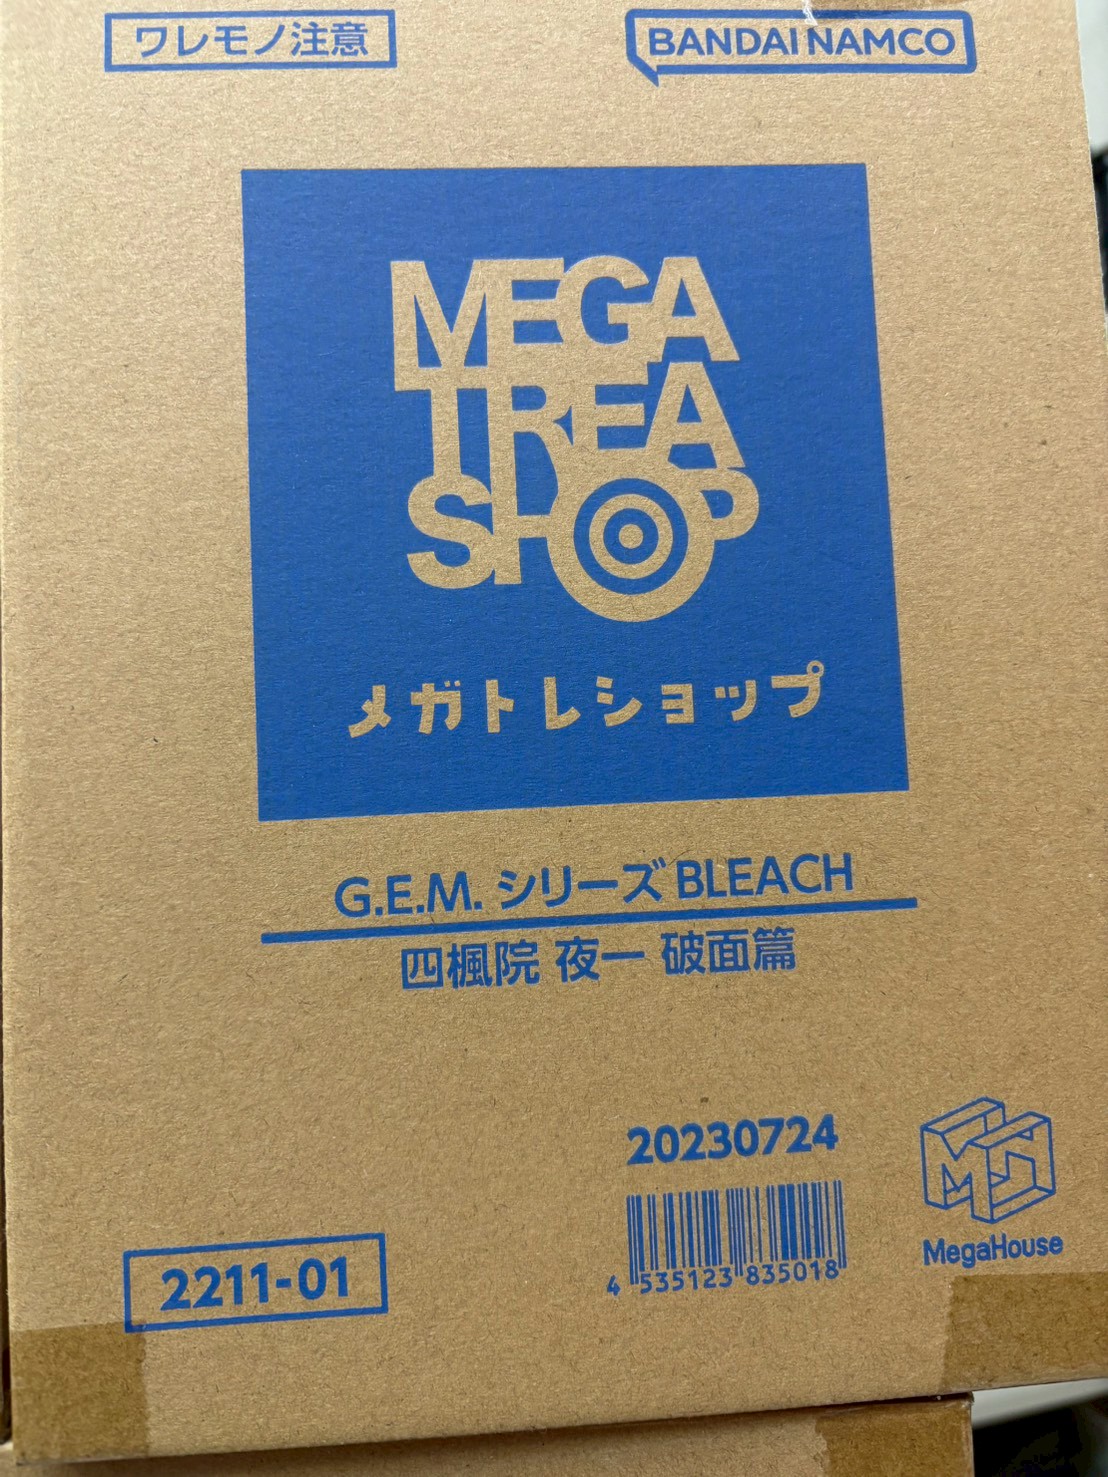 ワレモノ注意
BANDAI NAMCO
MEGA
TREA
SHOP
メガトレショップ
G.E.M. シリーズ BLEACH
四楓院 夜一 破面篇
20230724
4 535123 835018
MegaHouse
2211-01